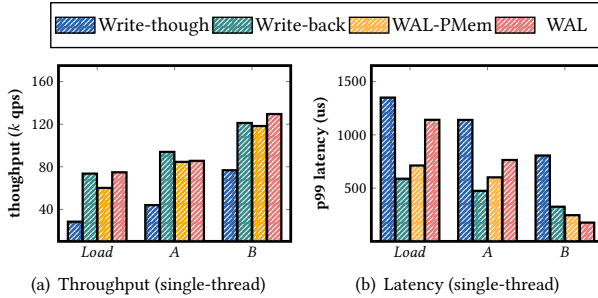 Write-though Write-back WAL-PMem WAL
thoughput (k qps)
160
120
80
40
Load A B
(a) Throughput (single-thread)
p99 latency (us)
1500
1000
500
Load A B
(b) Latency (single-thread)